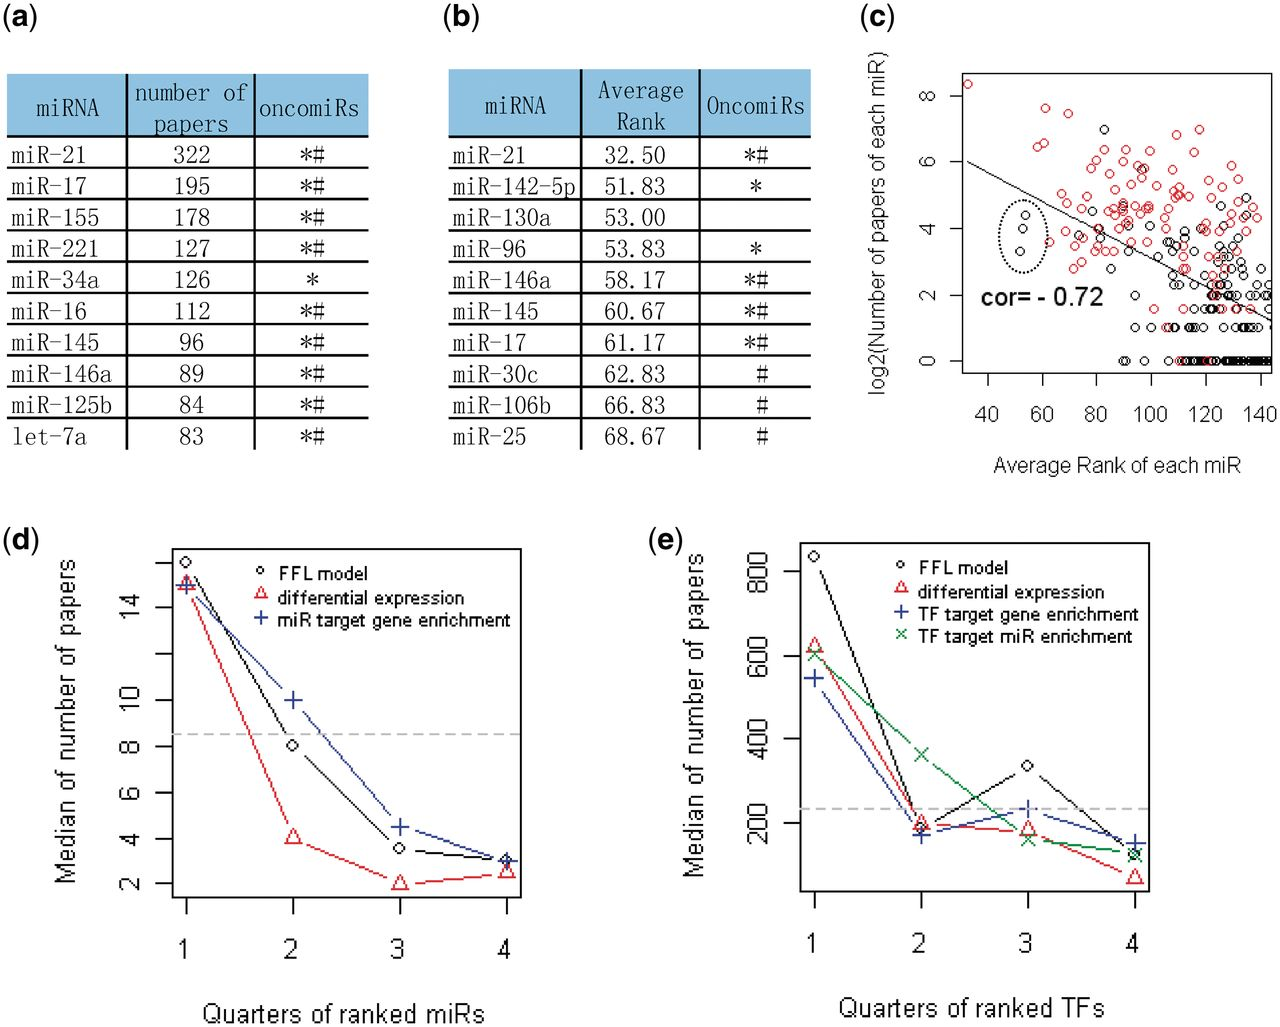 (a)
miRNA number of papers oncomiRs
miR-21 322 *#
miR-17 195 *#
miR-155 178 *#
miR-221 127 *#
miR-34a 126 *
miR-16 112 *#
miR-145 96 *#
miR-146a 89 *#
miR-125b 84 *#
let-7a 83 *#
(b)
miRNA Average Rank OncomiRs
miR-21 32.50 *#
miR-142-5p 51.83 *
miR-130a 53.00
miR-96 53.83 *
miR-146a 58.17 *#
miR-145 60.67 *#
miR-17 61.17 *#
miR-30c 62.83 #
miR-106b 66.83 #
miR-25 68.67 #
(c)
log2(Number of papers of each miR)
8
6
4
2
0
cor= - 0.72
40 60 80 100 120 140
Average Rank of each miR
(d)
Median of number of papers
14
10
8
6
4
2
FFL model
differential expression
miR target gene enrichment
1 2 3 4
Quarters of ranked miRs
(e)
Median of number of papers
800
600
400
200
FFL model
differential expression
TF target gene enrichment
TF target miR enrichment
1 2 3 4
Quarters of ranked TFs